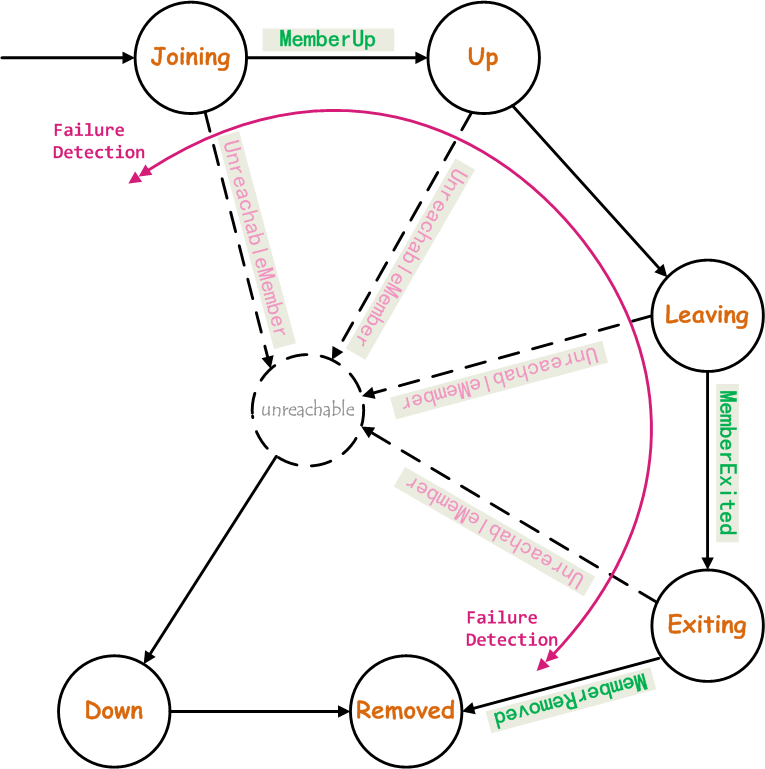 MemberUp
Joining
Up
Failure
Detection
UnreachableMember
UnreachableMember
Leaving
UnreachableMember
unreachable
MemberExited
UnreachableMember
Failure
Detection
Exiting
MemberRemoved
Down
Removed